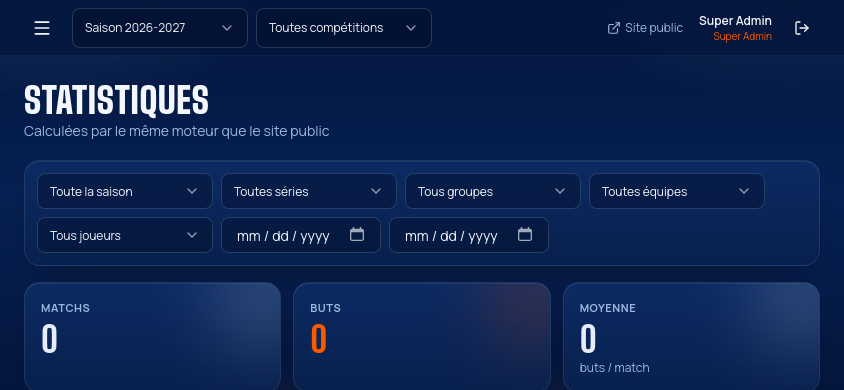 Saison 2026-2027
Toutes compétitions
Site public
Super Admin
Super Admin
STATISTIQUES
Calculées par le même moteur que le site public
Toute la saison
Toutes séries
Tous groupes
Toutes équipes
Tous joueurs
mm / dd / yyyy
mm / dd / yyyy
MATCHS
0
BUTS
0
MOYENNE
0
buts / match